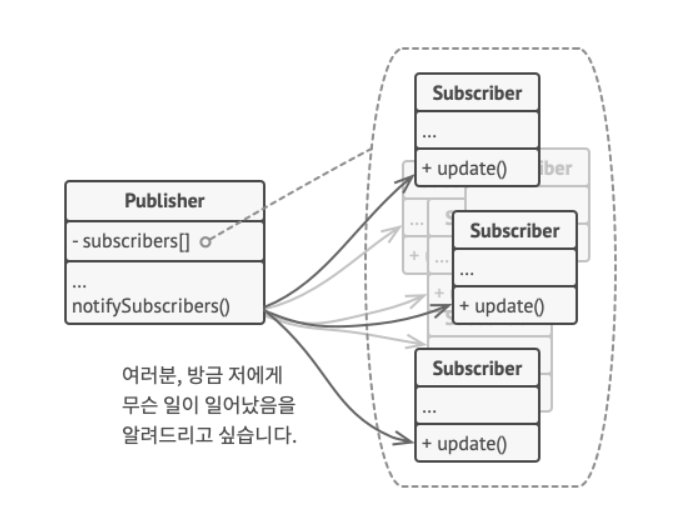 Publisher
- subscribers[]
...
notifySubscribers()
여러분, 방금 저에게
무슨 일이 일어났음을
알려드리고 싶습니다.
Subscriber
...
+ update()
Subscriber
...
+ update()
Subscriber
...
+ update()